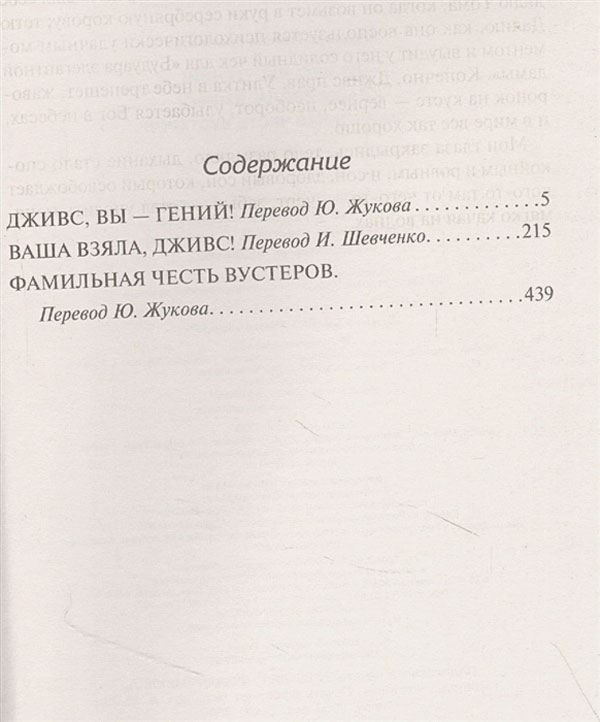 Содержание
ДЖИВС, ВЫ — ГЕНИЙ! Перевод Ю. Жукова............5
ВАША ВЗЯЛА, ДЖИВС! Перевод И. Шевченко...........215
ФАМИЛЬНАЯ ЧЕСТЬ ВУСТЕРОВ.
Перевод Ю. Жукова................................439